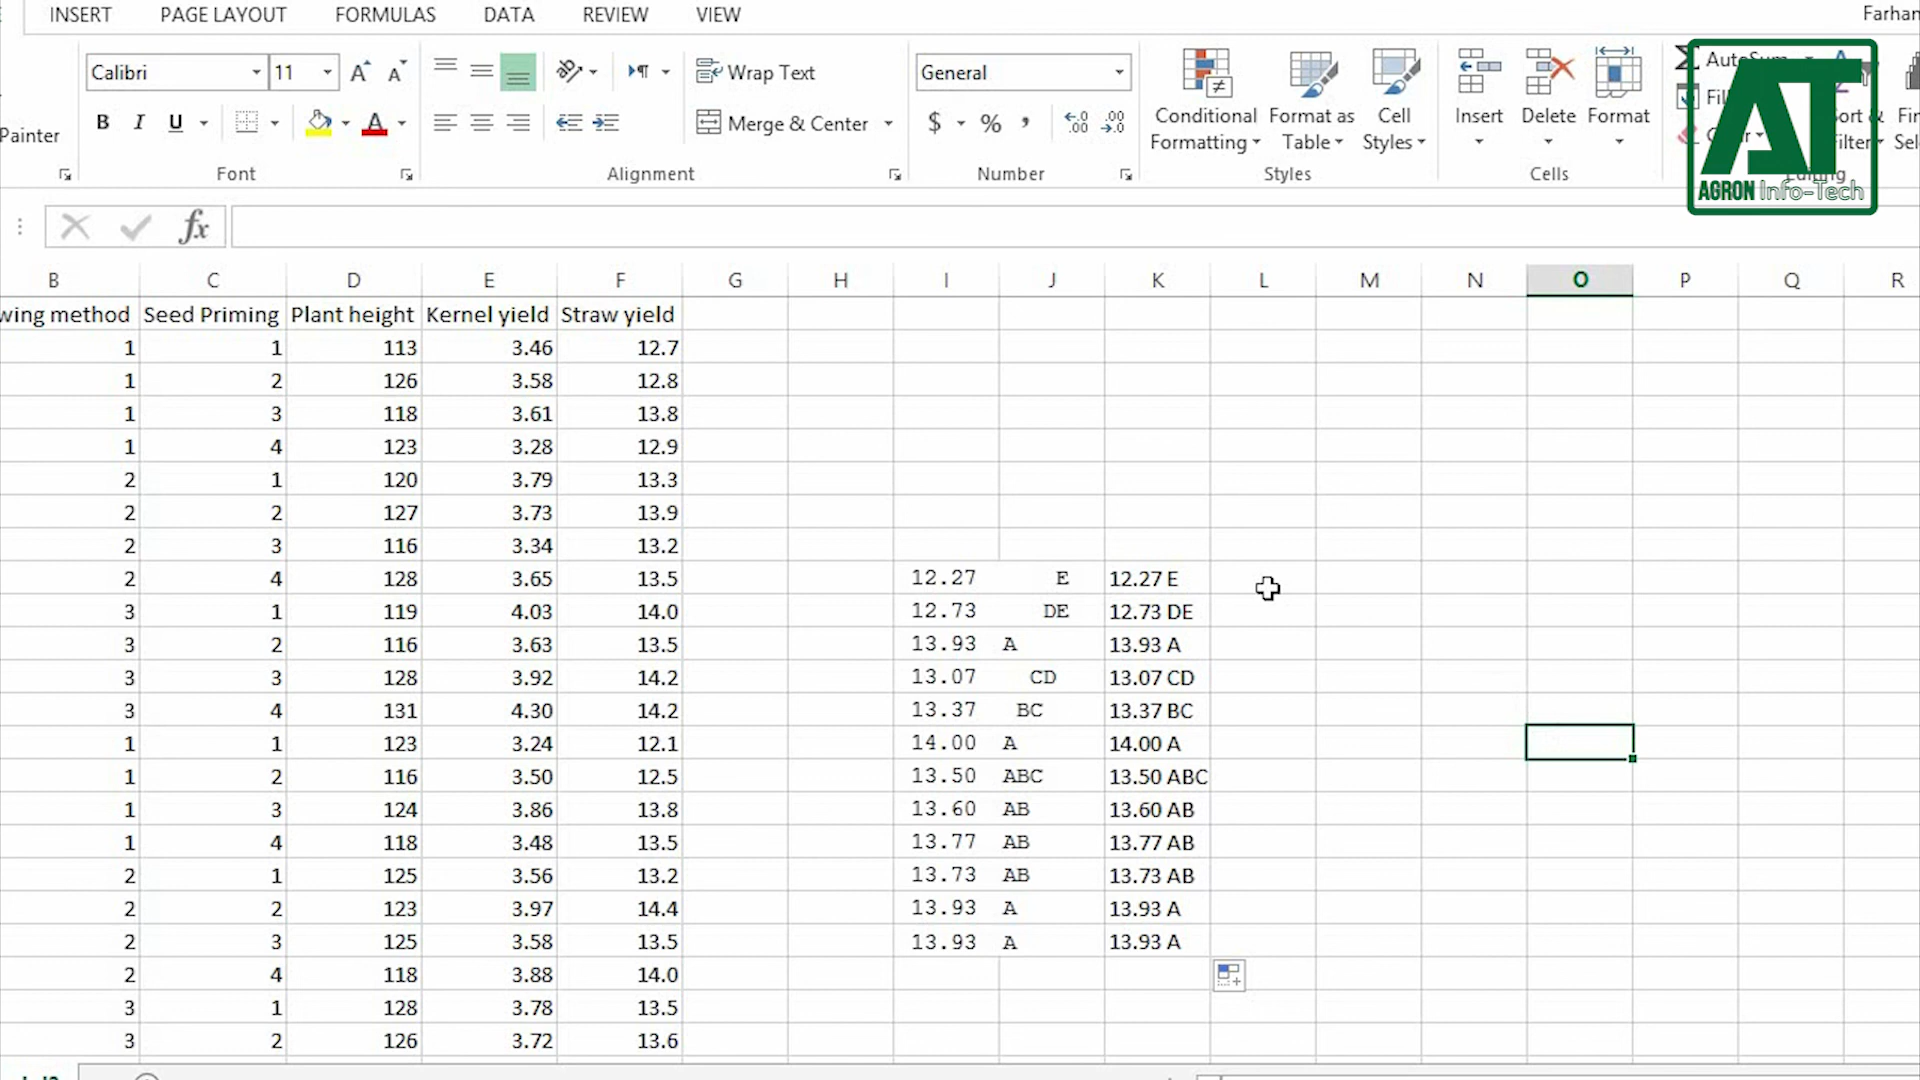 INSERT PAGE LAYOUT FORMULAS DATA REVIEW VIEW Farhan
Calibri 11 Wrap Text General AutoSum
Painter B I U Merge & Center $ % , Conditional Formatting Format as Table Cell Styles Insert Delete Format
Font Alignment Number Styles Cells Editing
AT
AGRON Info-Tech
fx
B C D E F G H I J K L M N O P Q R
wing method Seed Priming Plant height Kernel yield Straw yield
1 1 113 3.46 12.7
1 2 126 3.58 12.8
1 3 118 3.61 13.8
1 4 123 3.28 12.9
2 1 120 3.79 13.3
2 2 127 3.73 13.9
2 3 116 3.34 13.2
2 4 128 3.65 13.5 12.27 E 12.27 E
3 1 119 4.03 14.0 12.73 DE 12.73 DE
3 2 116 3.63 13.5 13.93 A 13.93 A
3 3 128 3.92 14.2 13.07 CD 13.07 CD
3 4 131 4.30 14.2 13.37 BC 13.37 BC
1 1 123 3.24 12.1 14.00 A 14.00 A
1 2 116 3.50 12.5 13.50 ABC 13.50 ABC
1 3 124 3.86 13.8 13.60 AB 13.60 AB
1 4 118 3.48 13.5 13.77 AB 13.77 AB
2 1 125 3.56 13.2 13.73 AB 13.73 AB
2 2 123 3.97 14.4 13.93 A 13.93 A
2 3 125 3.58 13.5 13.93 A 13.93 A
2 4 118 3.88 14.0
3 1 128 3.78 13.5
3 2 126 3.72 13.6